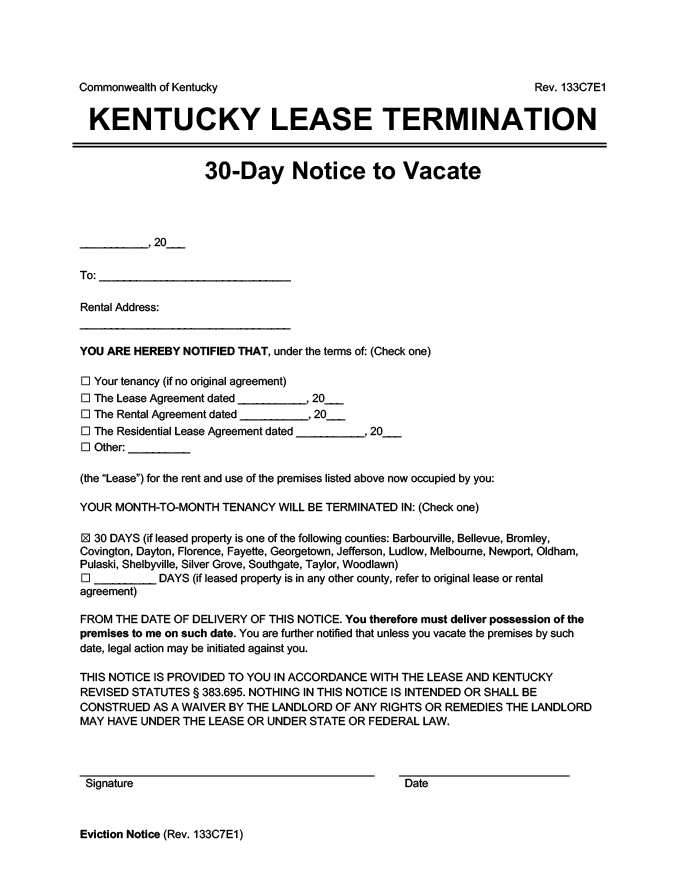 Commonwealth of Kentucky Rev. 133C7E1
KENTUCKY LEASE TERMINATION
30-Day Notice to Vacate
___________, 20___
To: _______________________________
Rental Address:
__________________________________
YOU ARE HEREBY NOTIFIED THAT, under the terms of: (Check one)
☐ Your tenancy (if no original agreement)
☐ The Lease Agreement dated ___________, 20___
☐ The Rental Agreement dated ___________, 20___
☐ The Residential Lease Agreement dated ___________, 20___
☐ Other: __________
(the “Lease”) for the rent and use of the premises listed above now occupied by you:
YOUR MONTH-TO-MONTH TENANCY WILL BE TERMINATED IN: (Check one)
☒ 30 DAYS (if leased property is one of the following counties: Barbourville, Bellevue, Bromley,
Covington, Dayton, Florence, Fayette, Georgetown, Jefferson, Ludlow, Melbourne, Newport, Oldham,
Pulaski, Shelbyville, Silver Grove, Southgate, Taylor, Woodlawn)
☐ __________ DAYS (if leased property is in any other county, refer to original lease or rental
agreement)
FROM THE DATE OF DELIVERY OF THIS NOTICE. You therefore must deliver possession of the
premises to me on such date. You are further notified that unless you vacate the premises by such
date, legal action may be initiated against you.
THIS NOTICE IS PROVIDED TO YOU IN ACCORDANCE WITH THE LEASE AND KENTUCKY
REVISED STATUTES § 383.695. NOTHING IN THIS NOTICE IS INTENDED OR SHALL BE
CONSTRUED AS A WAIVER BY THE LANDLORD OF ANY RIGHTS OR REMEDIES THE LANDLORD
MAY HAVE UNDER THE LEASE OR UNDER STATE OR FEDERAL LAW.
Signature Date
Eviction Notice (Rev. 133C7E1)